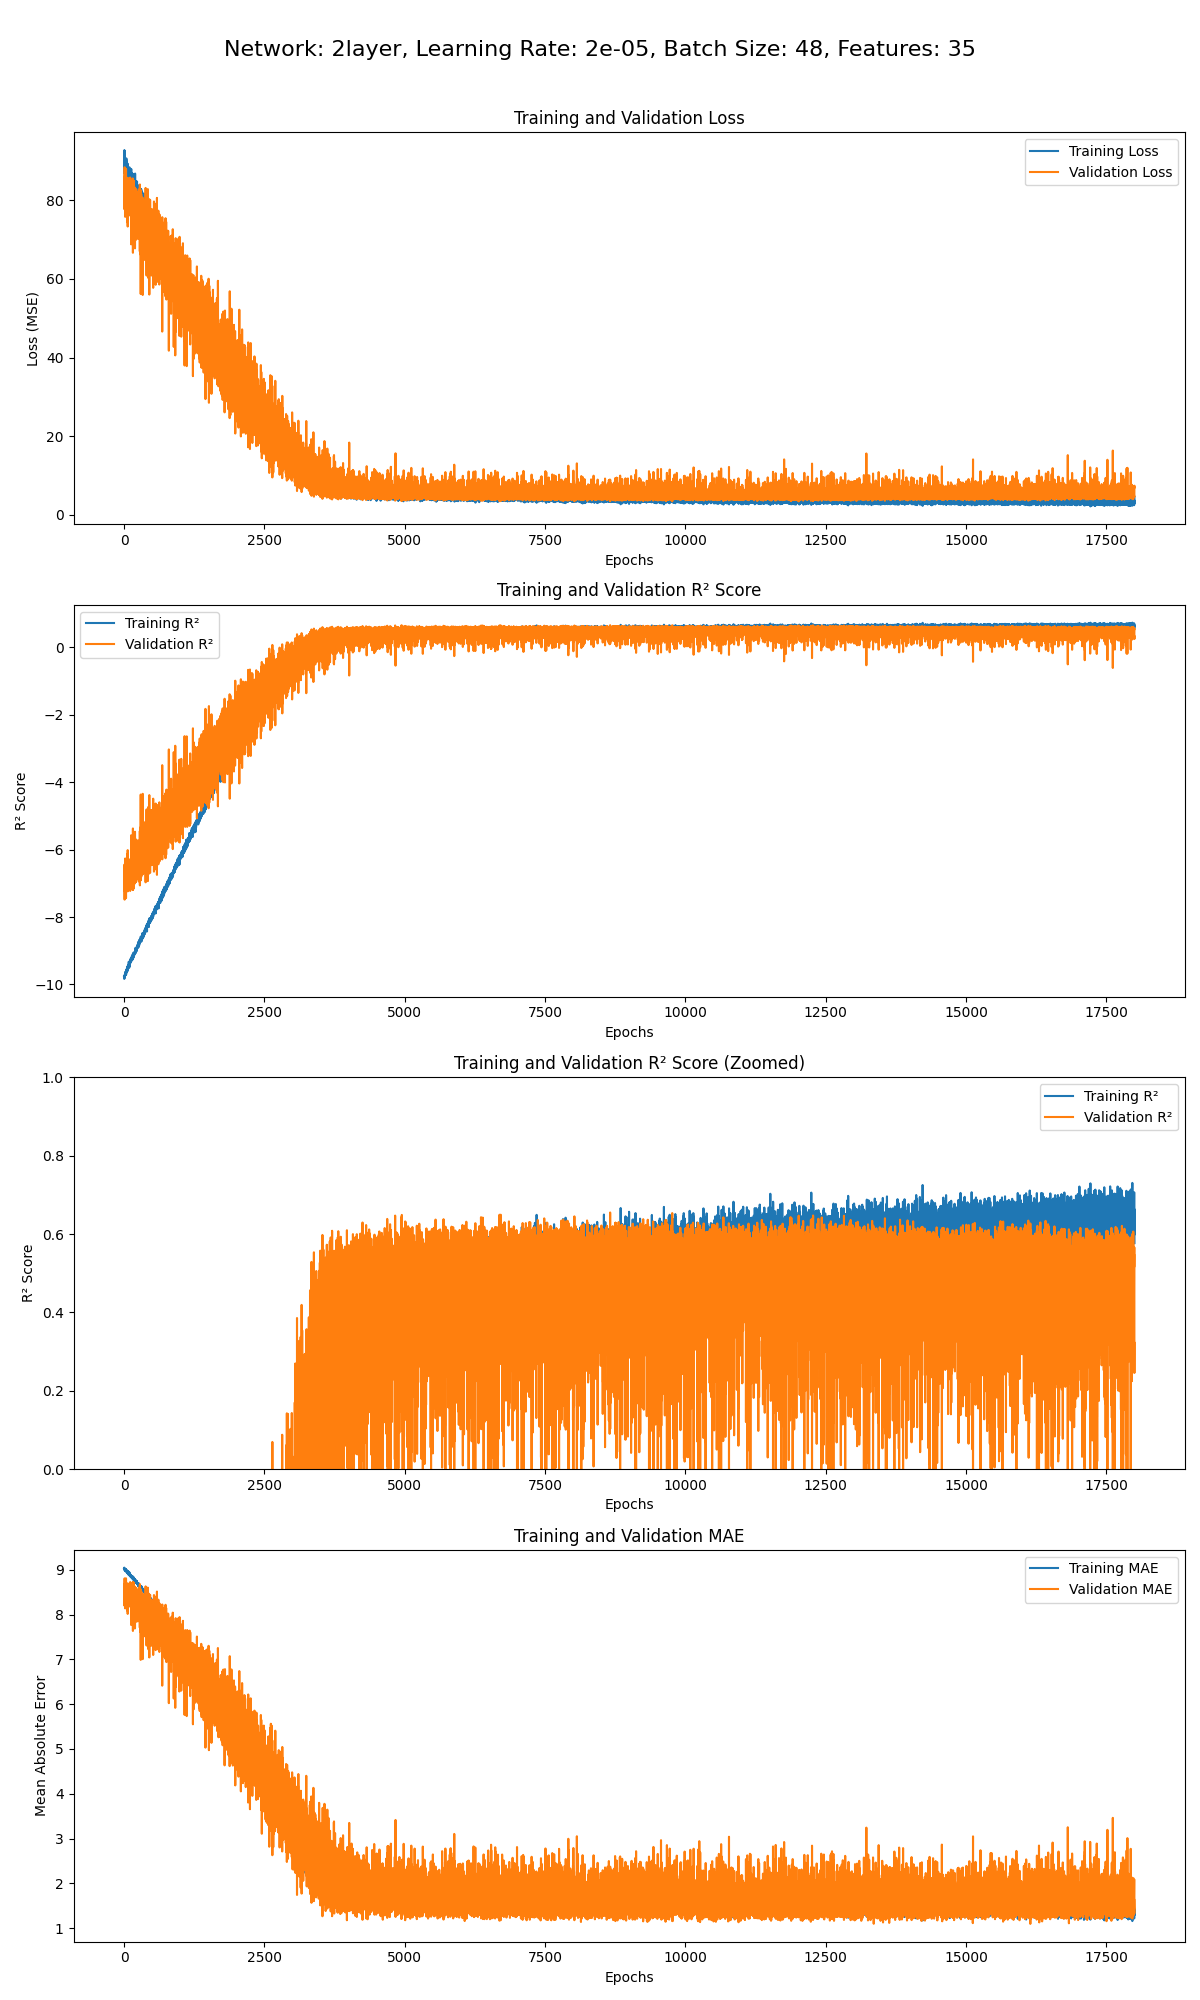 Network: 2layer, Learning Rate: 2e-05, Batch Size: 48, Features: 35
Training and Validation Loss
Training Loss
Validation Loss
80
60
40
20
0
Loss (MSE)
0 2500 5000 7500 10000 12500 15000 17500
Epochs
Training and Validation R² Score
Training R²
Validation R²
0
−2
−4
−6
−8
−10
R² Score
0 2500 5000 7500 10000 12500 15000 17500
Epochs
Training and Validation R² Score (Zoomed)
Training R²
Validation R²
1.0
0.8
0.6
0.4
0.2
0.0
R² Score
0 2500 5000 7500 10000 12500 15000 17500
Epochs
Training and Validation MAE
Training MAE
Validation MAE
9
8
7
6
5
4
3
2
1
Mean Absolute Error
0 2500 5000 7500 10000 12500 15000 17500
Epochs